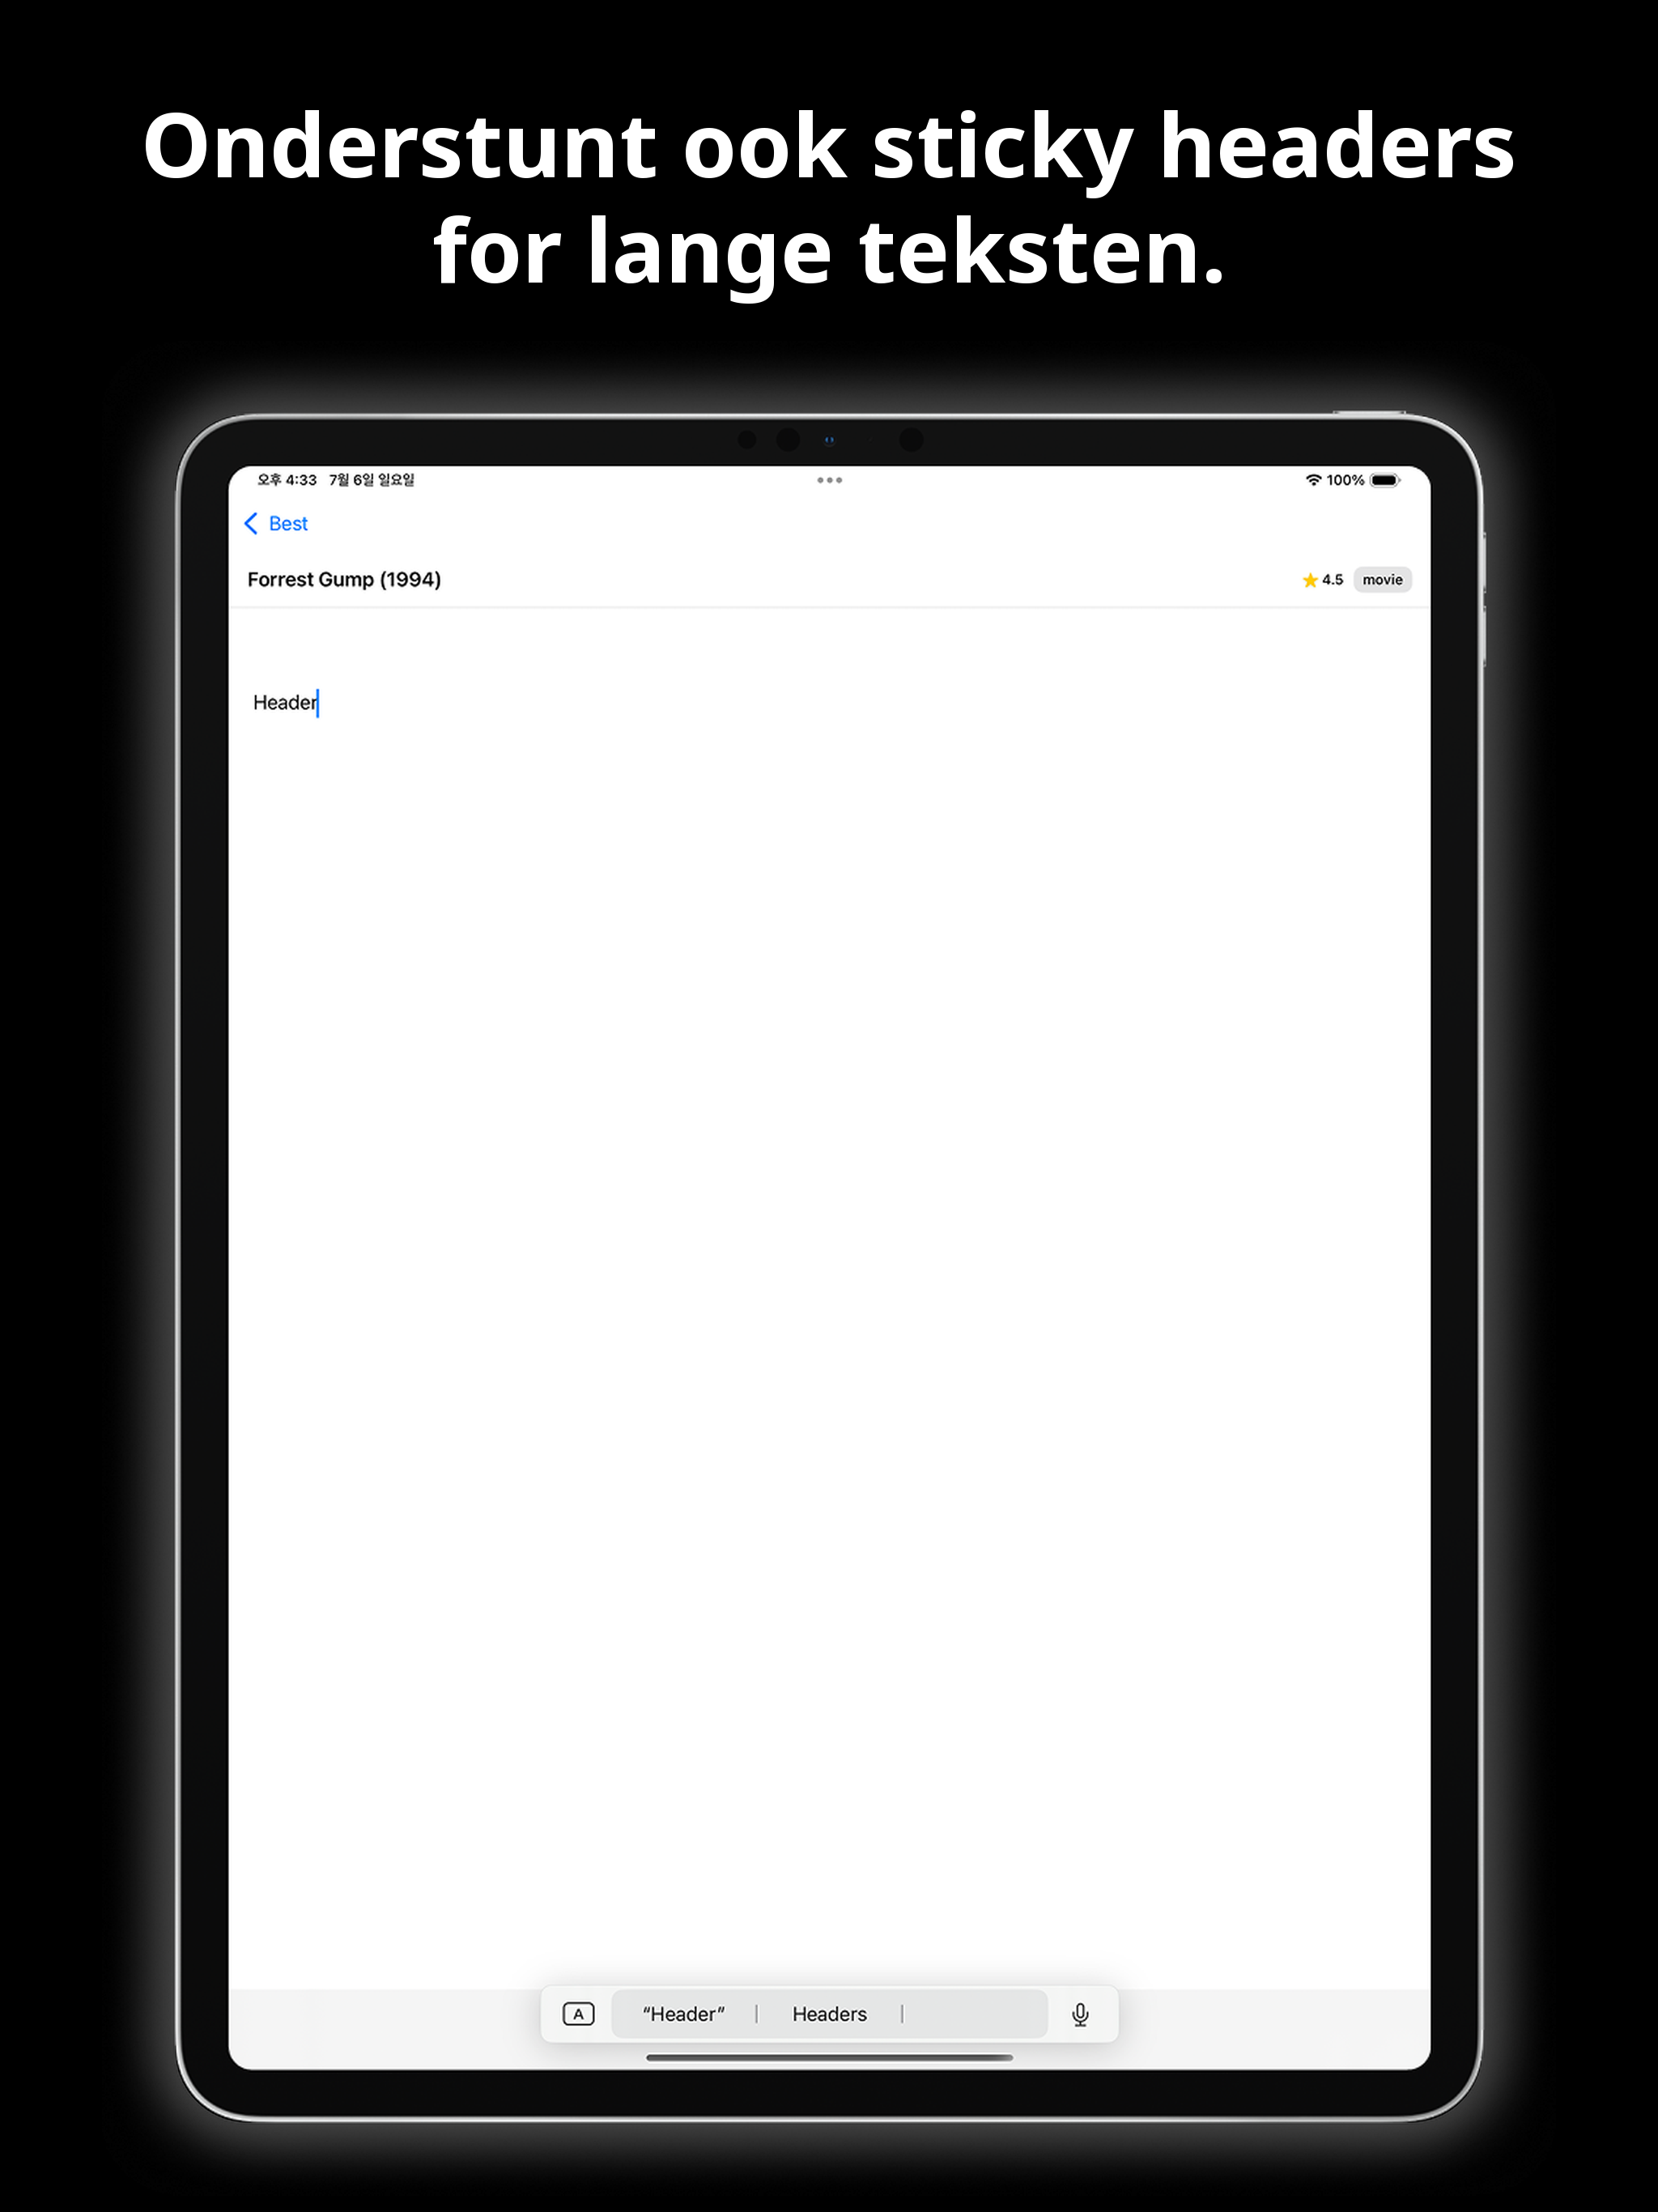 Onderstunt ook sticky headers
for lange teksten.
오후 4:33 7월 6일 일요일
100%
Best
Forrest Gump (1994)
4.5 movie
Header
A “Header” Headers